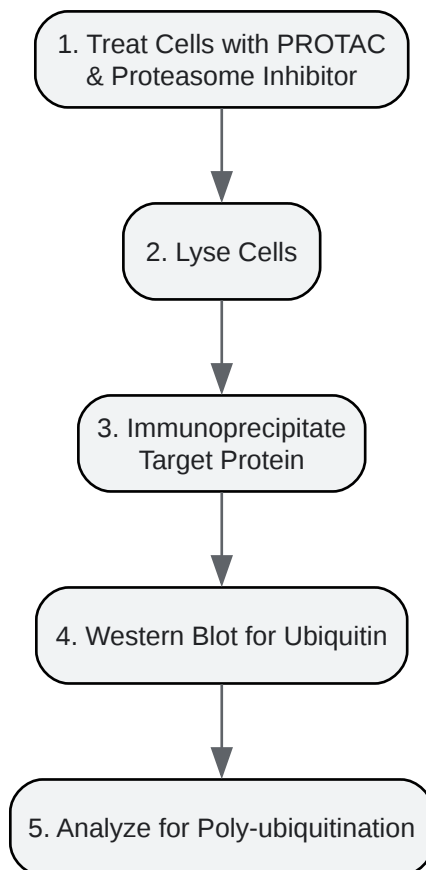 1. Treat Cells with PROTAC
& Proteasome Inhibitor
2. Lyse Cells
3. Immunoprecipitate
Target Protein
4. Western Blot for Ubiquitin
5. Analyze for Poly-ubiquitination